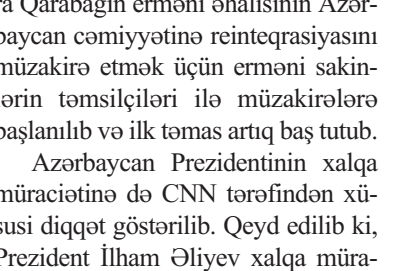 ra Qarabağın erməni əhalisinin Azər-
baycan cəmiyyətinə reinteqrasiyasını
müzakirə etmək üçün erməni sakin-
lərin təmsilçiləri ilə müzakirələrə
başlanılıb və ilk təmas artıq baş tutub.
Azərbaycan Prezidentinin xalqa
müraciətinə də CNN tərəfindən xü-
susi diqqət göstərilib. Qeyd edilib ki,
Prezident İlham Əliyev xalqa müra-